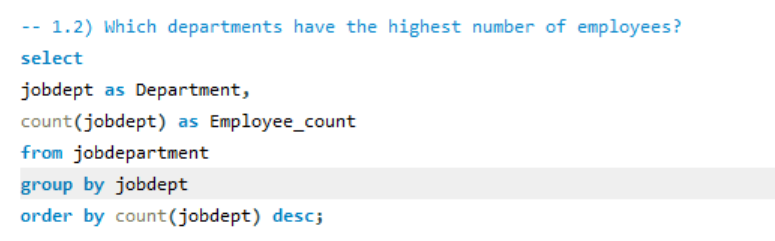 -- 1.2) Which departments have the highest number of employees?
select
jobdept as Department,
count(jobdept) as Employee_count
from jobdepartment
group by jobdept
order by count(jobdept) desc;